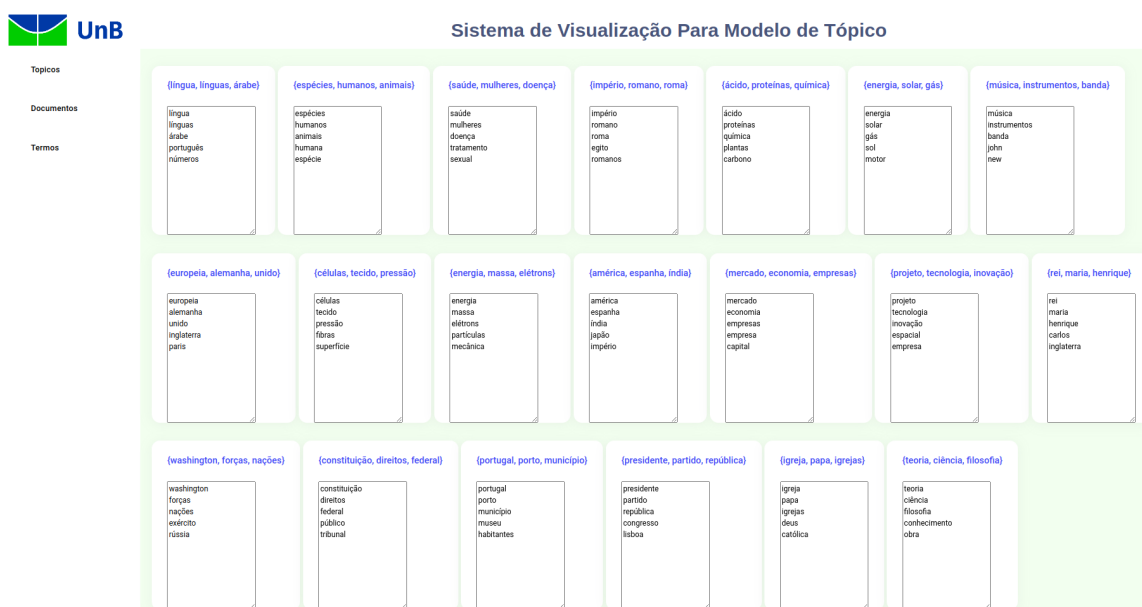 UnB
Sistema de Visualização Para Modelo de Tópico
Topicos
Documentos
Termos
{língua, línguas, árabe}
língua
línguas
árabe
português
números
{espécies, humanos, animais}
espécies
humanos
animais
humana
espécie
{saúde, mulheres, doença}
saúde
mulheres
doença
tratamento
sexual
{império, romano, roma}
império
romano
roma
egito
romanos
{ácido, proteínas, química}
ácido
proteínas
química
plantas
carbono
{energia, solar, gás}
energia
solar
gás
sol
motor
{música, instrumentos, banda}
música
instrumentos
banda
john
new
{europeia, alemanha, unido}
europeia
alemanha
unido
inglaterra
paris
{células, tecido, pressão}
células
tecido
pressão
fibras
superfície
{energia, massa, elétrons}
energia
massa
elétrons
partículas
mecânica
{américa, espanha, índia}
américa
espanha
índia
japão
império
{mercado, economia, empresas}
mercado
economia
empresas
empresa
capital
{projeto, tecnologia, inovação}
projeto
tecnologia
inovação
espacial
empresa
{rei, maria, henrique}
rei
maria
henrique
carlos
inglaterra
{washington, forças, nações}
washington
forças
nações
exército
rússia
{constituição, direitos, federal}
constituição
direitos
federal
público
tribunal
{portugal, porto, município}
portugal
porto
município
museu
habitantes
{presidente, partido, república}
presidente
partido
república
congresso
lisboa
{igreja, papa, igrejas}
igreja
papa
igrejas
deus
católica
{teoria, ciência, filosofia}
teoria
ciência
filosofia
conhecimento
obra